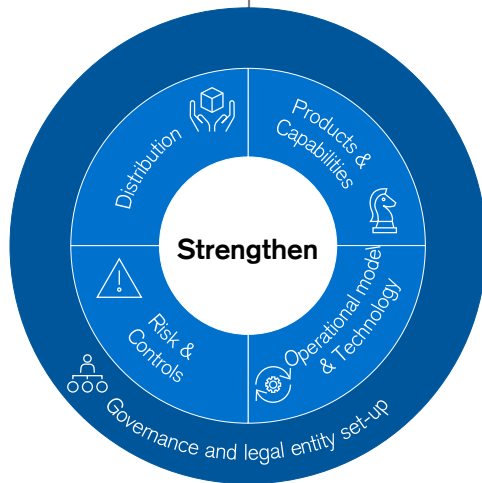 Distribution
Products &
Capabilities
Strengthen
Risk &
Controls
Operational model
& Technology
Governance and legal entity set-up